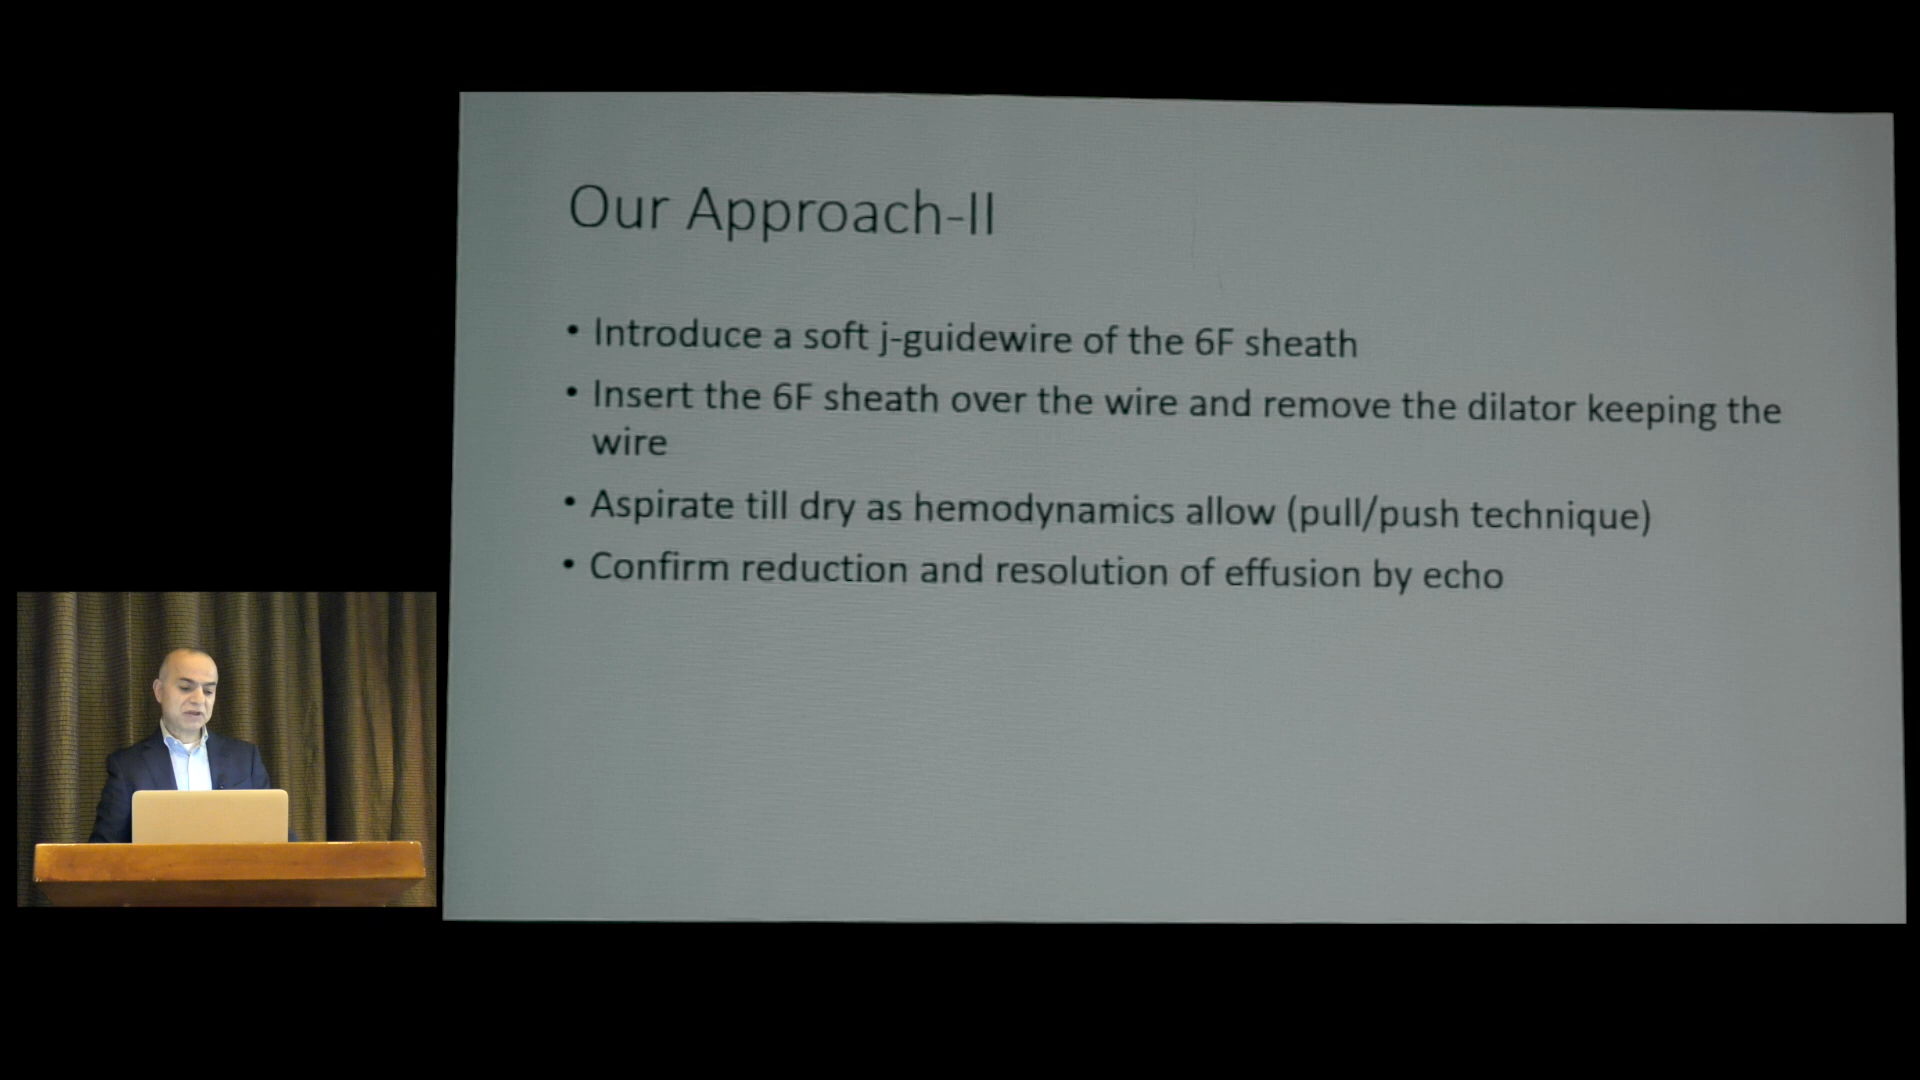 Our Approach-II
• Introduce a soft j-guidewire of the 6F sheath
• Insert the 6F sheath over the wire and remove the dilator keeping the
wire
• Aspirate till dry as hemodynamics allow (pull/push technique)
• Confirm reduction and resolution of effusion by echo